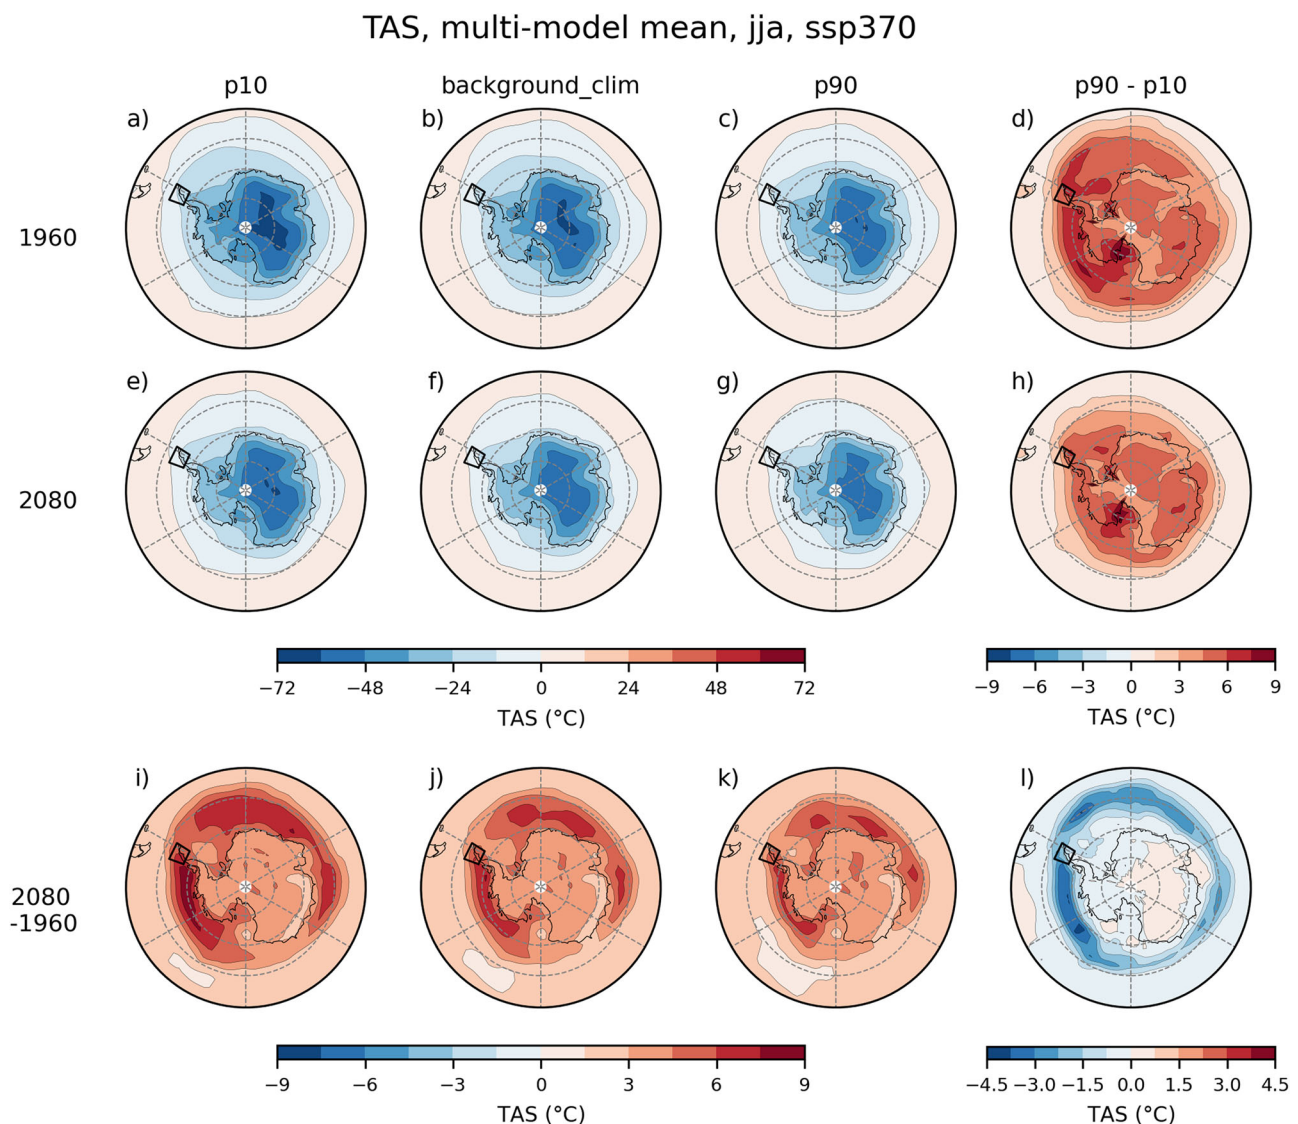 TAS, multi-model mean, jja, ssp370
p10 background_clim p90 p90 - p10
a) b) c) d)
1960
e) f) g) h)
2080
−72 −48 −24 0 24 48 72
TAS (°C)
−9 −6 −3 0 3 6 9
TAS (°C)
i) j) k) l)
2080
-1960
−9 −6 −3 0 3 6 9
TAS (°C)
−4.5 −3.0 −1.5 0.0 1.5 3.0 4.5
TAS (°C)